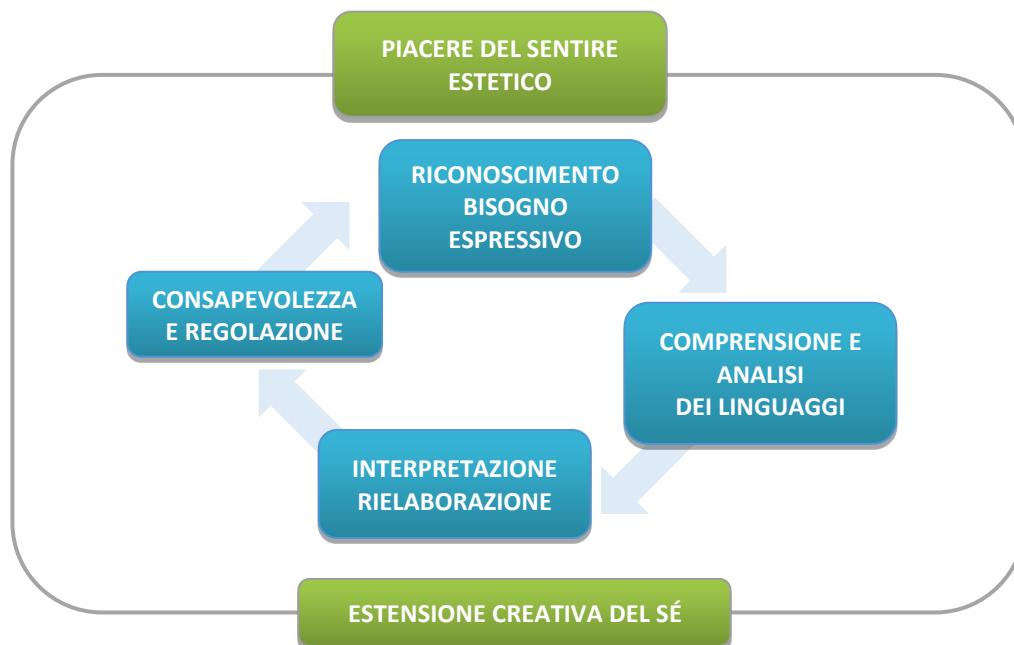 PIACERE DEL SENTIRE
ESTETICO
RICONOSCIMENTO
BISOGNO
ESPRESSIVO
CONSAPEVOLEZZA
E REGOLAZIONE
COMPRENSIONE E
ANALISI
DEI LINGUAGGI
INTERPRETAZIONE
RIELABORAZIONE
ESTENSIONE CREATIVA DEL SÉ